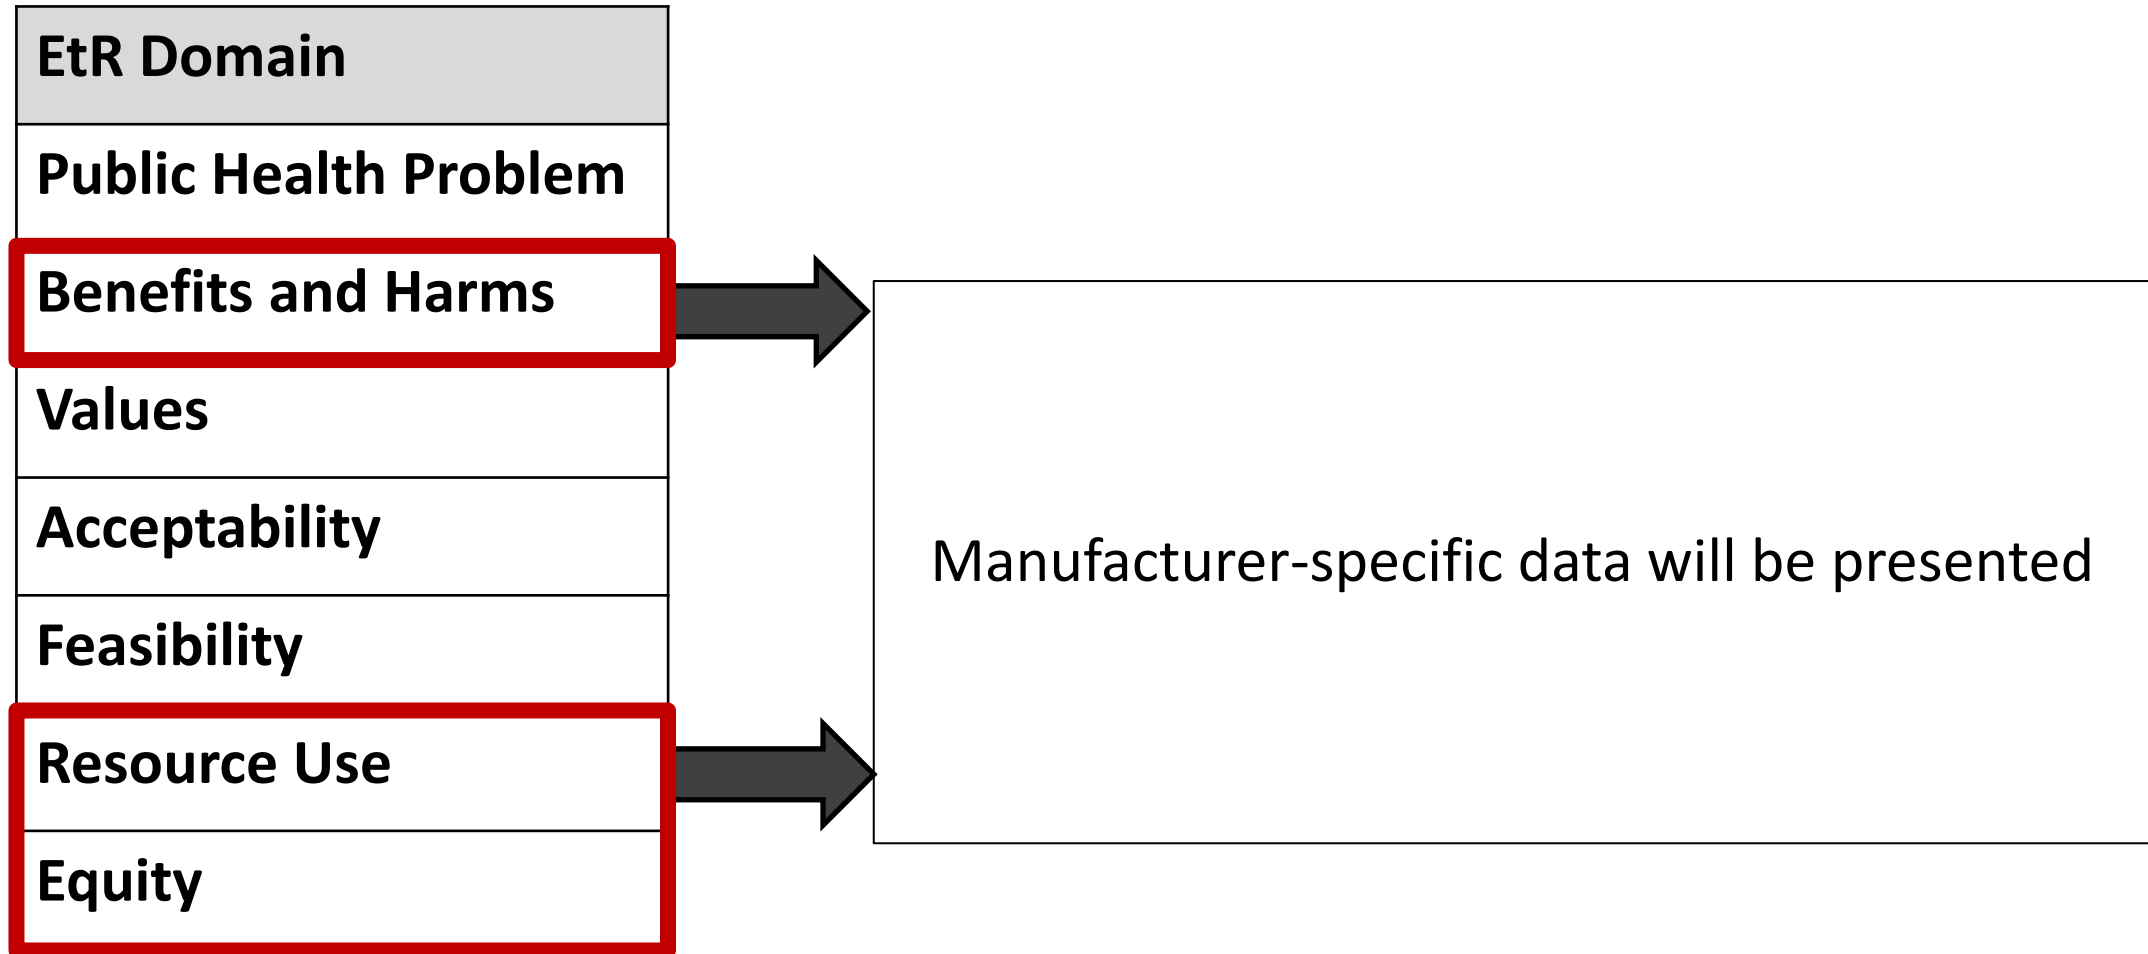 EtR Domain
Public Health Problem
Benefits and Harms
Values
Acceptability
Feasibility
Resource Use
Equity
Manufacturer-specific data will be presented